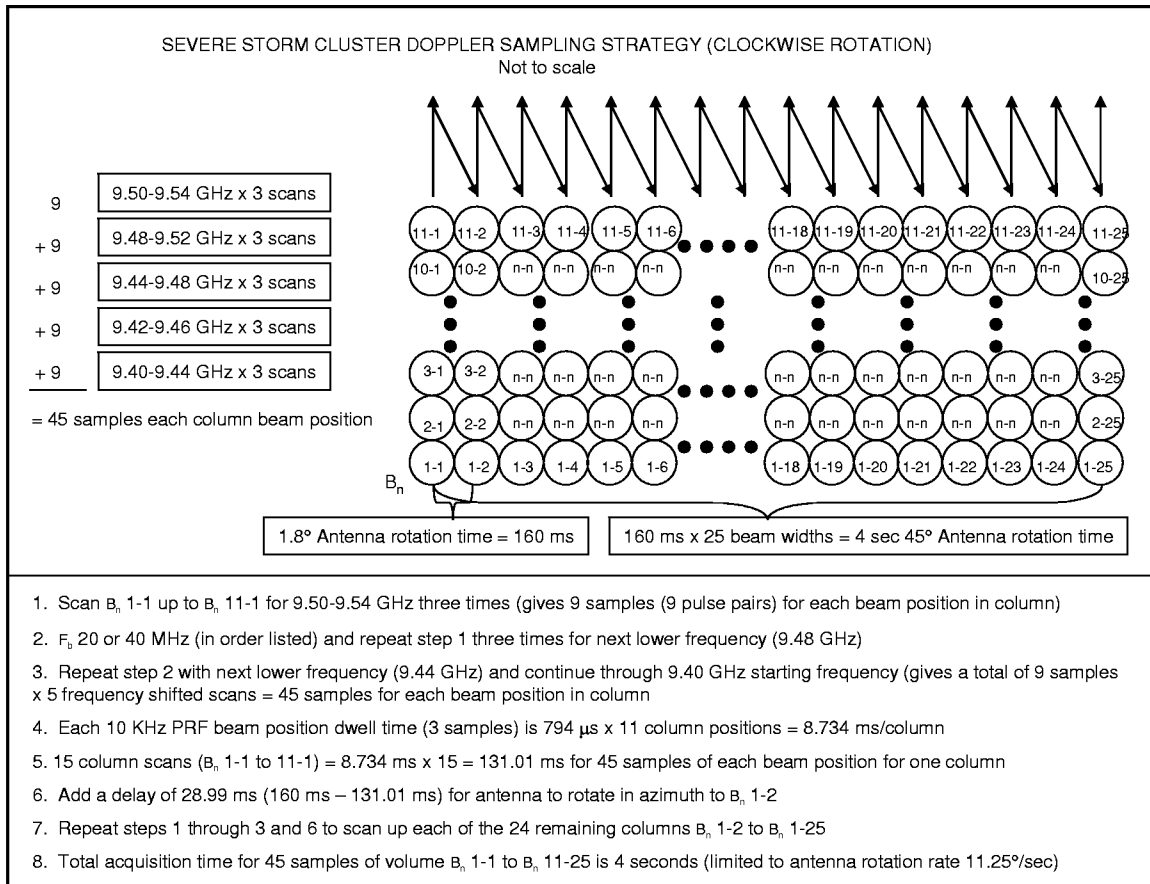 SEVERE STORM CLUSTER DOPPLER SAMPLING STRATEGY (CLOCKWISE ROTATION)
Not to scale
9 9.50-9.54 GHz x 3 scans
+ 9 9.48-9.52 GHz x 3 scans
+ 9 9.44-9.48 GHz x 3 scans
+ 9 9.42-9.46 GHz x 3 scans
+ 9 9.40-9.44 GHz x 3 scans
= 45 samples each column beam position
11-1 11-2 11-3 11-4 11-5 11-6 11-18 11-19 11-20 11-21 11-22 11-23 11-24 11-25
10-1 10-2 n-n n-n n-n n-n n-n n-n n-n n-n n-n n-n n-n 10-25
3-1 3-2 n-n n-n n-n n-n n-n n-n n-n n-n n-n n-n n-n 3-25
2-1 2-2 n-n n-n n-n n-n n-n n-n n-n n-n n-n n-n n-n 2-25
Bn 1-1 1-2 1-3 1-4 1-5 1-6 1-18 1-19 1-20 1-21 1-22 1-23 1-24 1-25
1.8° Antenna rotation time = 160 ms
160 ms x 25 beam widths = 4 sec 45° Antenna rotation time
1. Scan Bn 1-1 up to Bn 11-1 for 9.50-9.54 GHz three times (gives 9 samples (9 pulse pairs) for each beam position in column)
2. Fb 20 or 40 MHz (in order listed) and repeat step 1 three times for next lower frequency (9.48 GHz)
3. Repeat step 2 with next lower frequency (9.44 GHz) and continue through 9.40 GHz starting frequency (gives a total of 9 samples
x 5 frequency shifted scans = 45 samples for each beam position in column
4. Each 10 KHz PRF beam position dwell time (3 samples) is 794 µs x 11 column positions = 8.734 ms/column
5. 15 column scans (Bn 1-1 to 11-1) = 8.734 ms x 15 = 131.01 ms for 45 samples of each beam position for one column
6. Add a delay of 28.99 ms (160 ms – 131.01 ms) for antenna to rotate in azimuth to Bn 1-2
7. Repeat steps 1 through 3 and 6 to scan up each of the 24 remaining columns Bn 1-2 to Bn 1-25
8. Total acquisition time for 45 samples of volume Bn 1-1 to Bn 11-25 is 4 seconds (limited to antenna rotation rate 11.25°/sec)